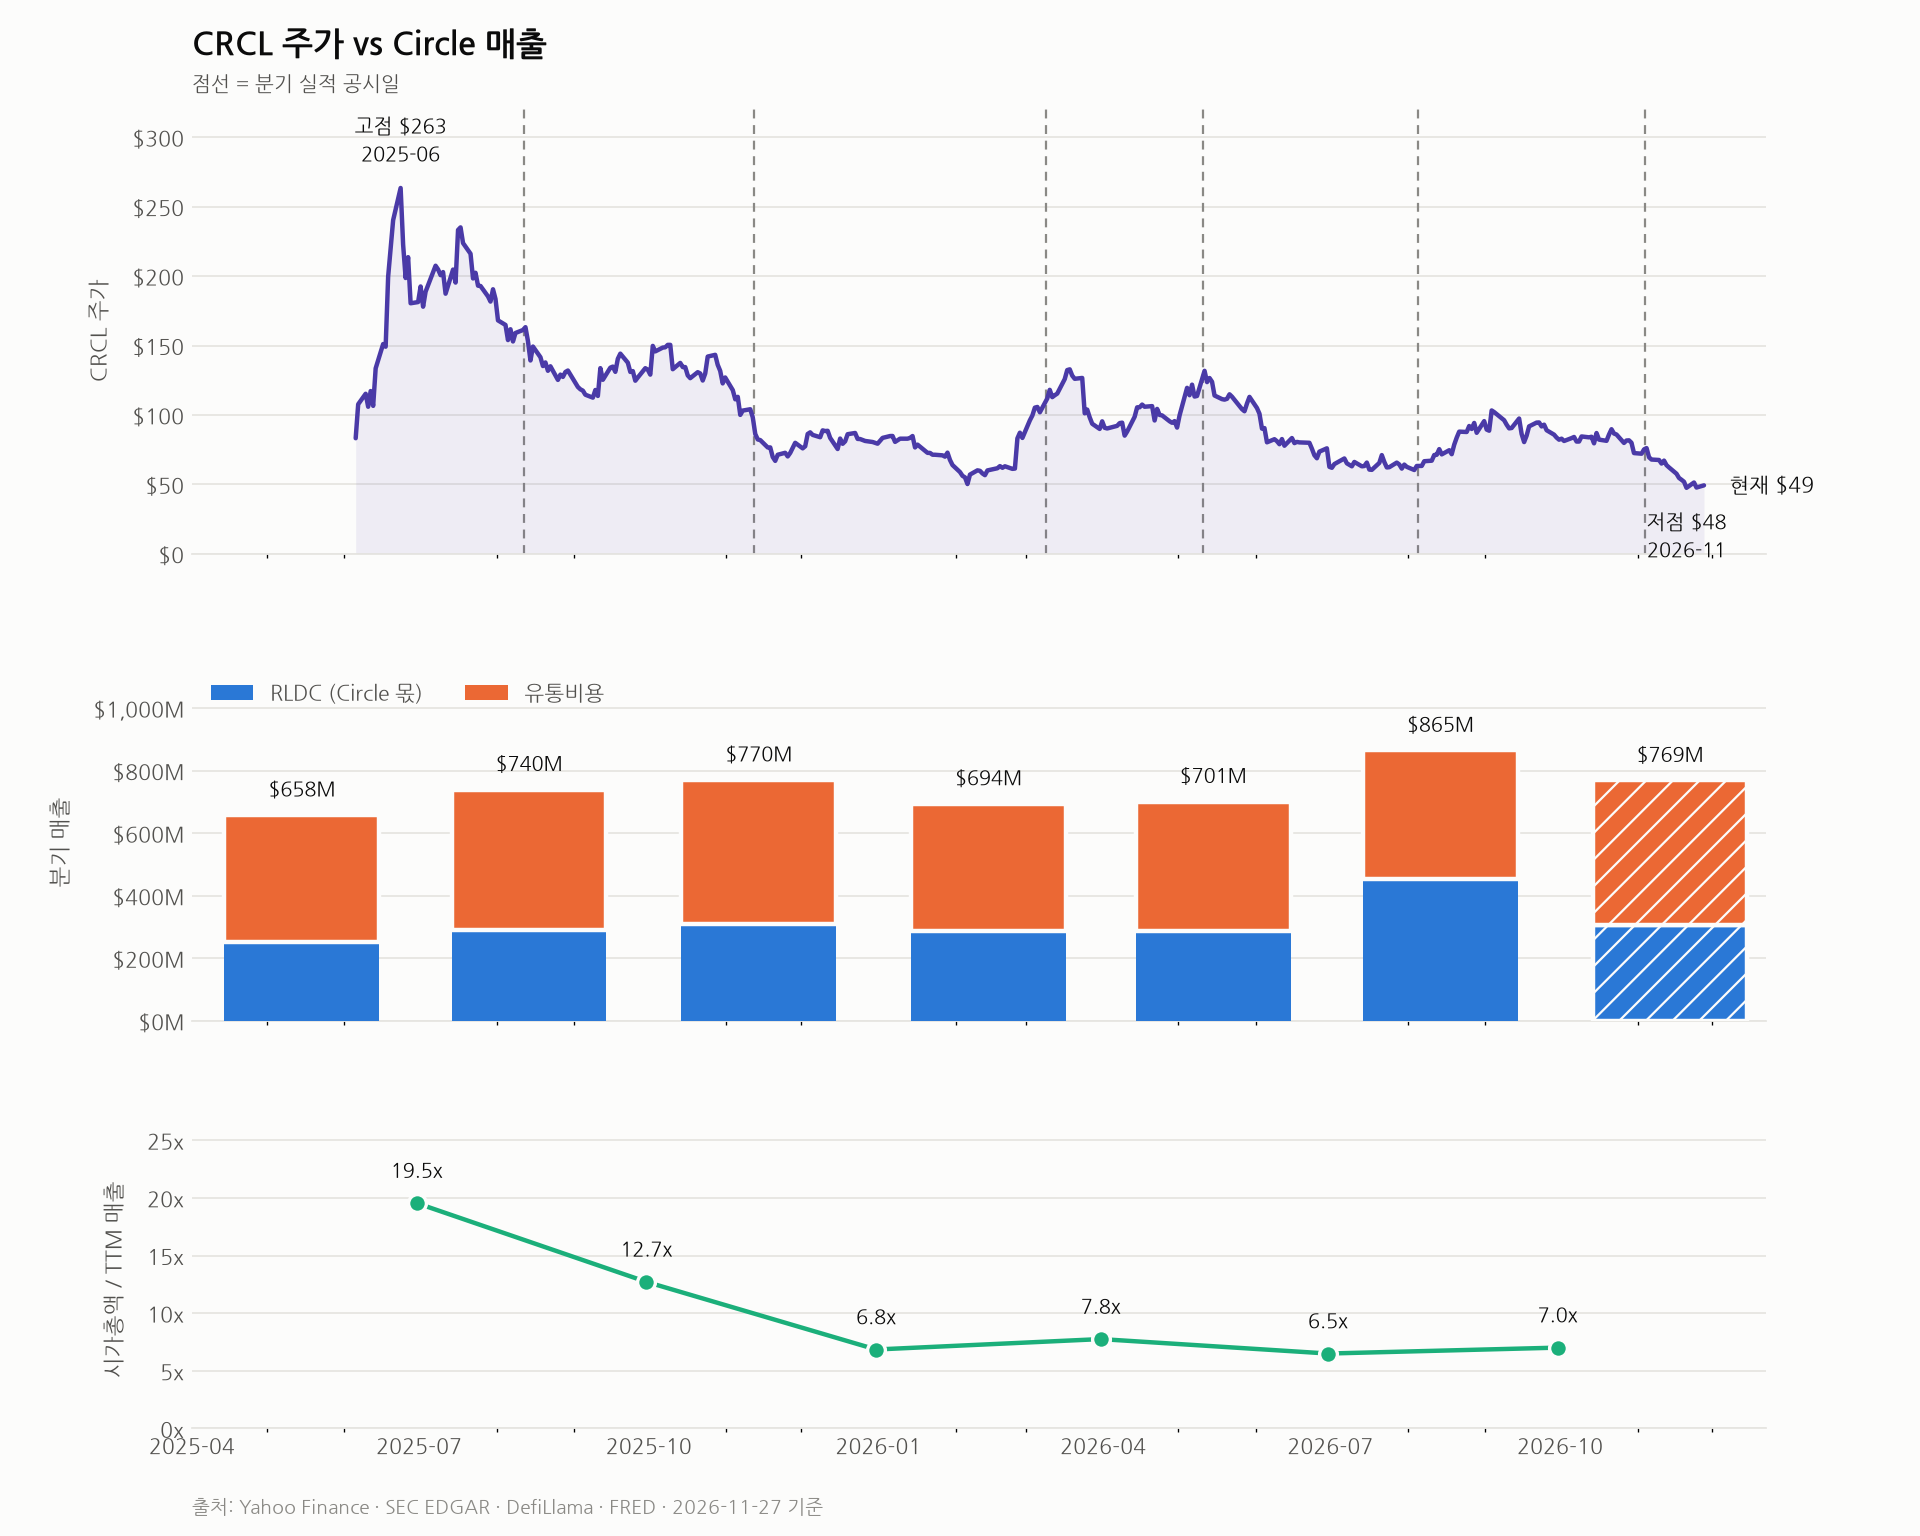 CRCL 주가 vs Circle 매출
점선 = 분기 실적 공시일
고점 $263
2025-06
$300
$250
$200
$150
$100
$50
$0
CRCL 주가
현재 $49
저점 $48
2026-11
RLDC (Circle 몫)
유통비용
$1,000M
$800M
$600M
$400M
$200M
$0M
분기 매출
$658M
$740M
$770M
$694M
$701M
$865M
$769M
25x
20x
15x
10x
5x
0x
시가총액 / TTM 매출
19.5x
12.7x
6.8x
7.8x
6.5x
7.0x
2025-04
2025-07
2025-10
2026-01
2026-04
2026-07
2026-10
출처: Yahoo Finance · SEC EDGAR · DefiLlama · FRED · 2026-11-27 기준